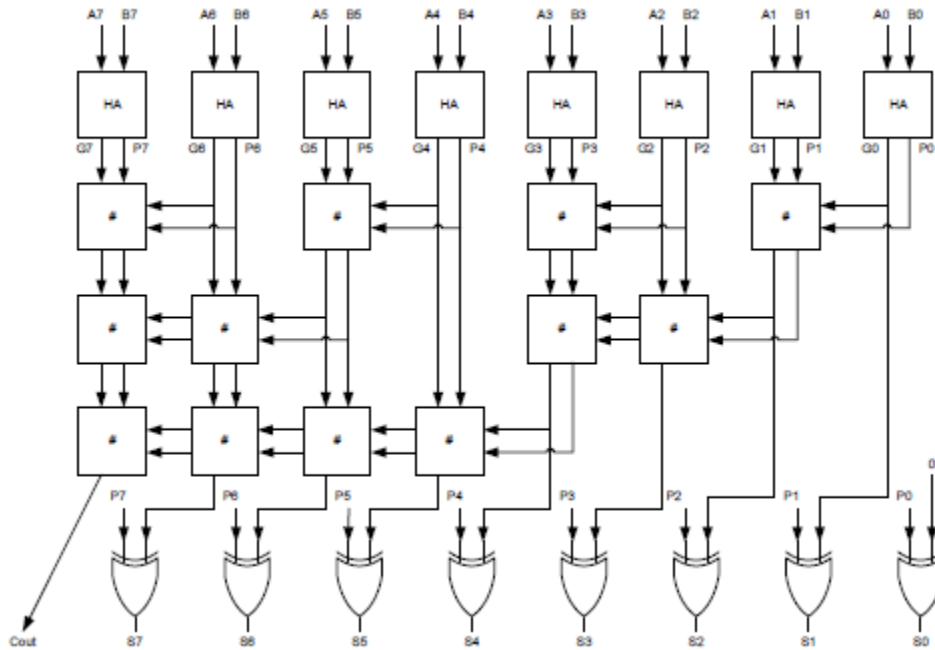 A7 B7 A6 B6 A5 B5 A4 B4 A3 B3 A2 B2 A1 B1 A0 B0
HA HA HA HA HA HA HA HA
G7 P7 G6 P6 G5 P5 G4 P4 G3 P3 G2 P2 G1 P1 G0 P0
# # # #
# # # #
# # # #
0
P7 P6 P5 P4 P3 P2 P1 P0
Cout S7 S6 S5 S4 S3 S2 S1 S0